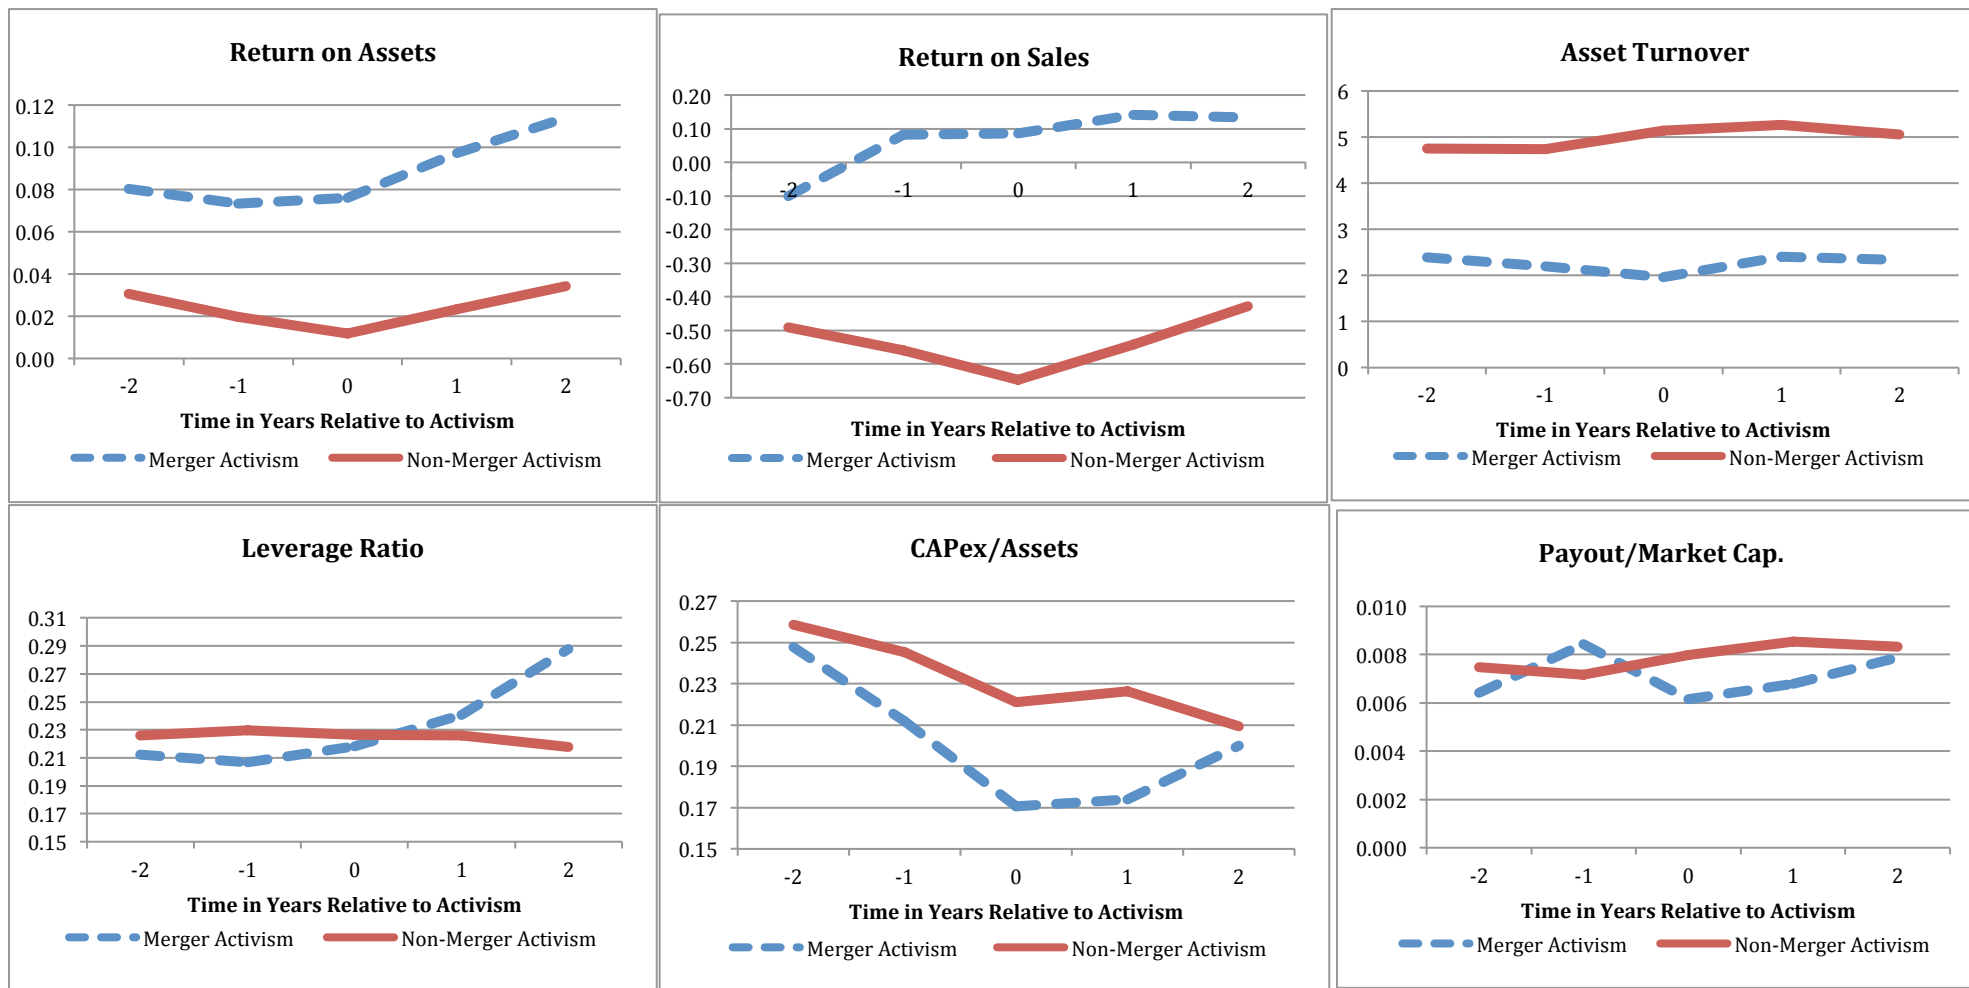 Return on Assets
0.12
0.10
0.08
0.06
0.04
0.02
0.00
-2 -1 0 1 2
Time in Years Relative to Activism
Merger Activism Non-Merger Activism
Return on Sales
0.20
0.10
0.00
-0.10
-0.20
-0.30
-0.40
-0.50
-0.60
-0.70
-2 -1 0 1 2
Time in Years Relative to Activism
Merger Activism Non-Merger Activism
Asset Turnover
6
5
4
3
2
1
0
-2 -1 0 1 2
Time in Years Relative to Activism
Merger Activism Non-Merger Activism
Leverage Ratio
0.31
0.29
0.27
0.25
0.23
0.21
0.19
0.17
0.15
-2 -1 0 1 2
Time in Years Relative to Activism
Merger Activism Non-Merger Activism
CAPex/Assets
0.27
0.25
0.23
0.21
0.19
0.17
0.15
-2 -1 0 1 2
Time in Years Relative to Activism
Merger Activism Non-Merger Activism
Payout/Market Cap.
0.010
0.008
0.006
0.004
0.002
0.000
-2 -1 0 1 2
Time in Years Relative to Activism
Merger Activism Non-Merger Activism